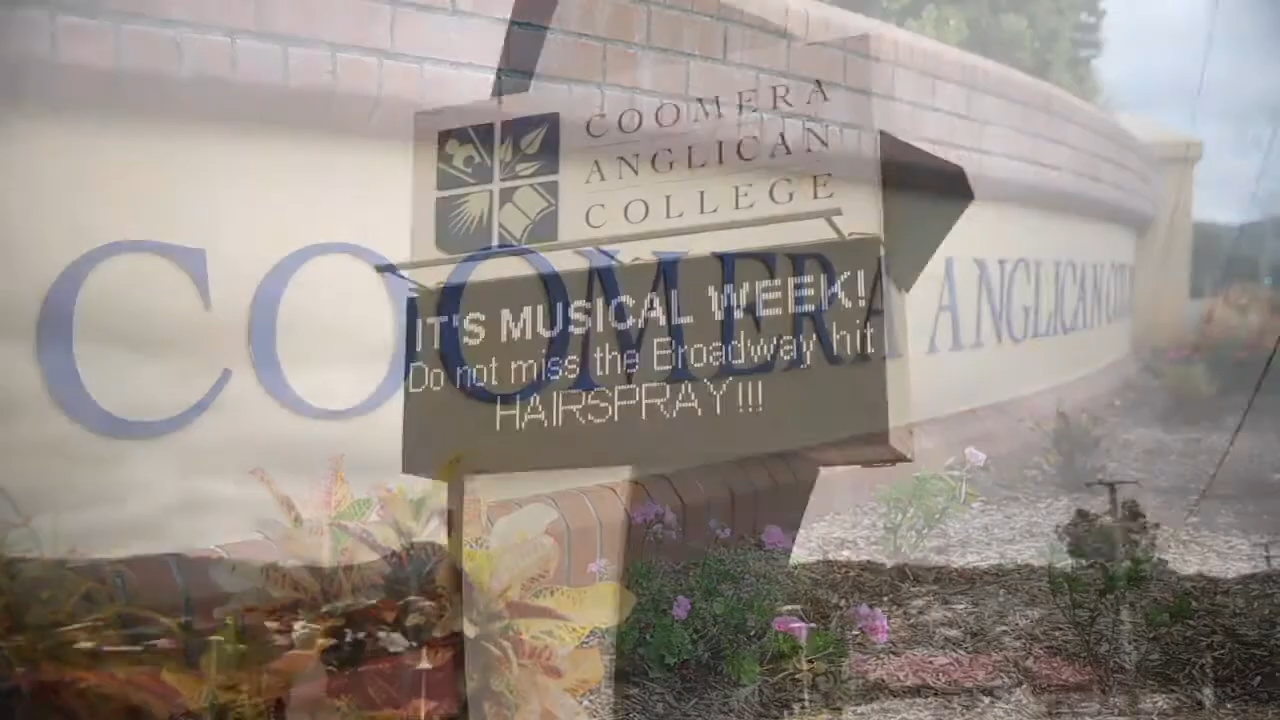 COOMERA
ANGLICAN
COLLEGE
COOMERA ANGLICAN
IT'S MUSICAL WEEK!
Do not miss the Broadway hit
HAIRSPRAY!!!